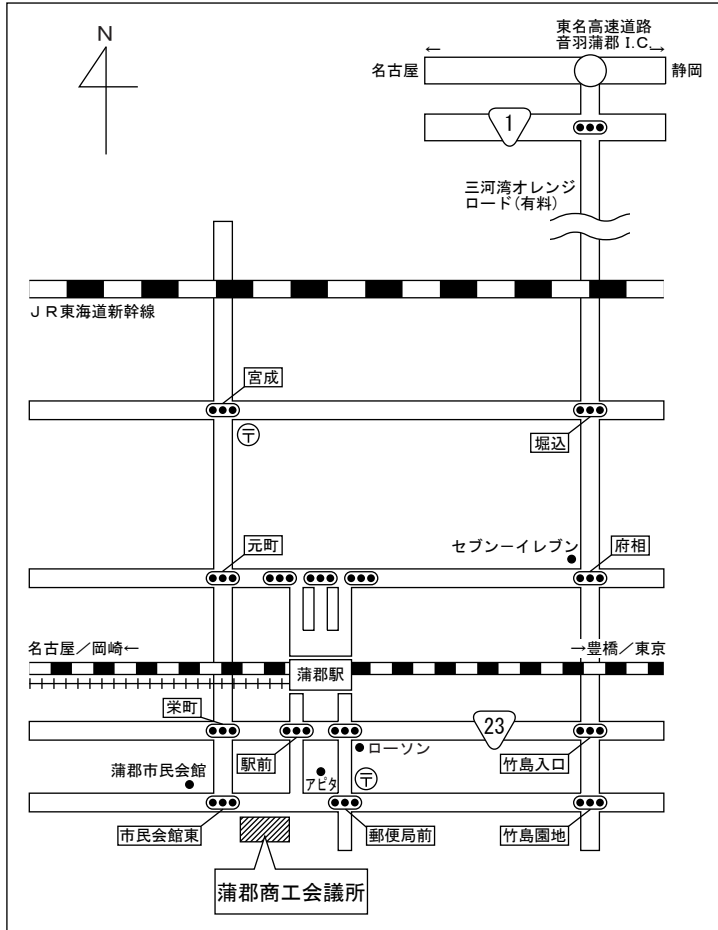 N
東名高速道路
音羽蒲郡 I.C.
←
→
名古屋
静岡
1
三河湾オレンジ
ロード(有料)
JR東海道新幹線
宮成
〒
堀込
セブン－イレブン
元町
府相
名古屋／岡崎←
→豊橋／東京
蒲郡駅
栄町
23
駅前
ローソン
竹島入口
蒲郡市民会館
アピタ
〒
市民会館東
郵便局前
竹島園地
蒲郡商工会議所